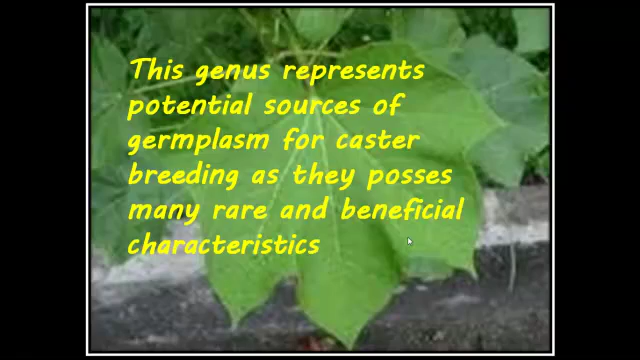 This genus represents
potential sources of
germplasm for caster
breeding as they posses
many rare and beneficial
characteristics